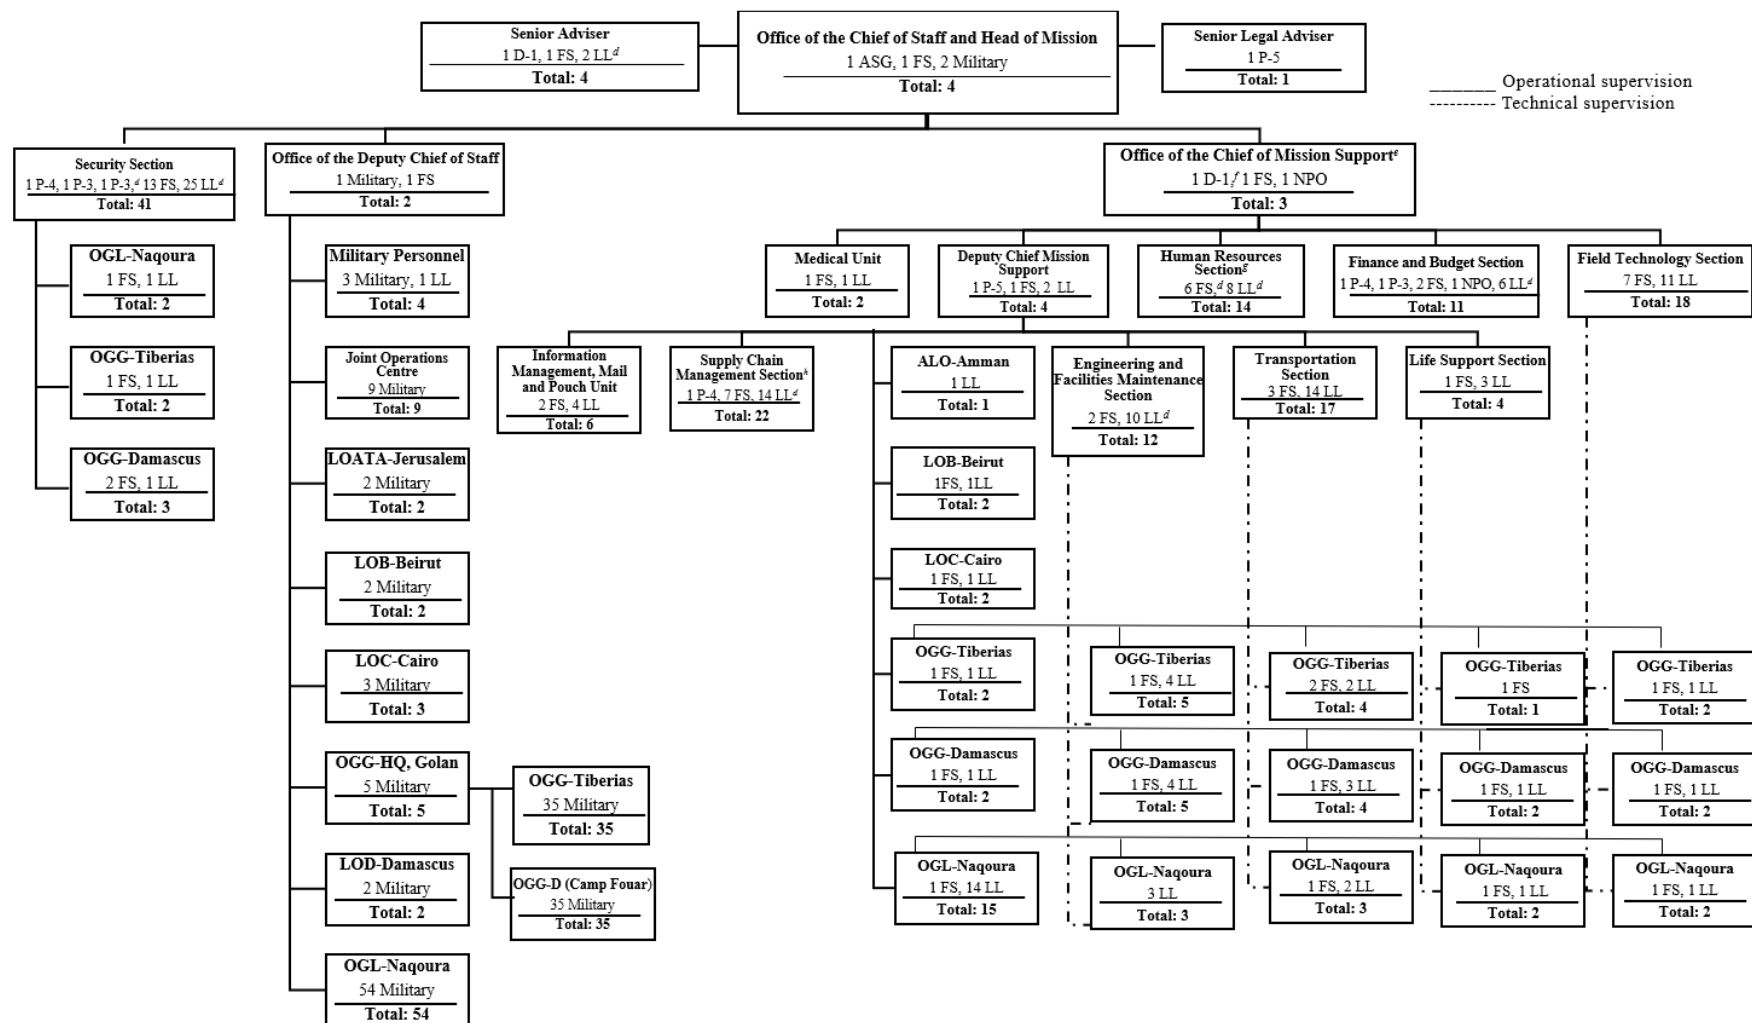 Senior Adviser
1 D-1, 1 FS, 2 LLᵈ
Total: 4
Office of the Chief of Staff and Head of Mission
1 ASG, 1 FS, 2 Military
Total: 4
Senior Legal Adviser
1 P-5
Total: 1
______ Operational supervision
---------- Technical supervision
Security Section
1 P-4, 1 P-3, 1 P-3,ᵈ 13 FS, 25 LLᵈ
Total: 41
Office of the Deputy Chief of Staff
1 Military, 1 FS
Total: 2
Office of the Chief of Mission Supportᵉ
1 D-1,ᶠ 1 FS, 1 NPO
Total: 3
OGL-Naqoura
1 FS, 1 LL
Total: 2
OGG-Tiberias
1 FS, 1 LL
Total: 2
OGG-Damascus
2 FS, 1 LL
Total: 3
Military Personnel
3 Military, 1 LL
Total: 4
Joint Operations
Centre
9 Military
Total: 9
LOATA-Jerusalem
2 Military
Total: 2
LOB-Beirut
2 Military
Total: 2
LOC-Cairo
3 Military
Total: 3
OGG-HQ, Golan
5 Military
Total: 5
OGG-Tiberias
35 Military
Total: 35
OGG-D (Camp Fouar)
35 Military
Total: 35
LOD-Damascus
2 Military
Total: 2
OGL-Naqoura
54 Military
Total: 54
Medical Unit
1 FS, 1 LL
Total: 2
Deputy Chief Mission
Support
1 P-5, 1 FS, 2 LL
Total: 4
Human Resources
Sectionᵍ
6 FS,ᵈ 8 LLᵈ
Total: 14
Finance and Budget Section
1 P-4, 1 P-3, 2 FS, 1 NPO, 6 LLᵈ
Total: 11
Field Technology Section
7 FS, 11 LL
Total: 18
Information
Management, Mail
and Pouch Unit
2 FS, 4 LL
Total: 6
Supply Chain
Management Sectionʰ
1 P-4, 7 FS, 14 LLᵈ
Total: 22
ALO-Amman
1 LL
Total: 1
Engineering and
Facilities Maintenance
Section
2 FS, 10 LLᵈ
Total: 12
Transportation
Section
3 FS, 14 LL
Total: 17
Life Support Section
1 FS, 3 LL
Total: 4
LOB-Beirut
1FS, 1LL
Total: 2
LOC-Cairo
1 FS, 1 LL
Total: 2
OGG-Tiberias
1 FS, 1 LL
Total: 2
OGG-Tiberias
1 FS, 4 LL
Total: 5
OGG-Tiberias
2 FS, 2 LL
Total: 4
OGG-Tiberias
1 FS
Total: 1
OGG-Tiberias
1 FS, 1 LL
Total: 2
OGG-Damascus
1 FS, 1 LL
Total: 2
OGG-Damascus
1 FS, 4 LL
Total: 5
OGG-Damascus
1 FS, 3 LL
Total: 4
OGG-Damascus
1 FS, 1 LL
Total: 2
OGG-Damascus
1 FS, 1 LL
Total: 2
OGL-Naqoura
1 FS, 14 LL
Total: 15
OGL-Naqoura
3 LL
Total: 3
OGL-Naqoura
1 FS, 2 LL
Total: 3
OGL-Naqoura
1 FS, 1 LL
Total: 2
OGL-Naqoura
1 FS, 1 LL
Total: 2